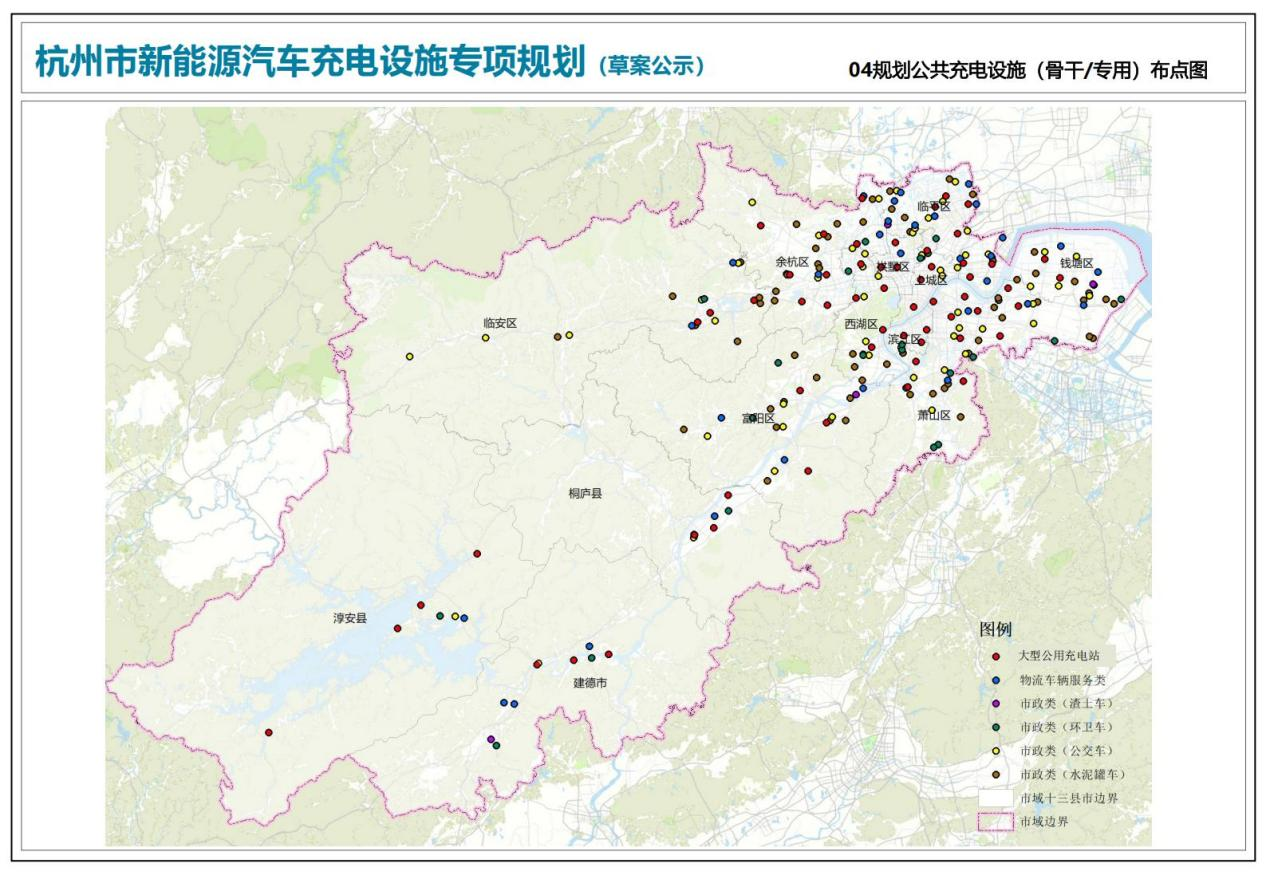 杭州市新能源汽车充电设施专项规划（草案公示）
04规划公共充电设施（骨干/专用）布点图
临平区
余杭区
拱墅区
钱塘区
上城区
临安区
西湖区
滨江区
富阳区
萧山区
桐庐县
淳安县
建德市
图例
大型公用充电站
物流车辆服务类
市政类（渣土车）
市政类（环卫车）
市政类（公交车）
市政类（水泥罐车）
市域十三县市边界
市域边界